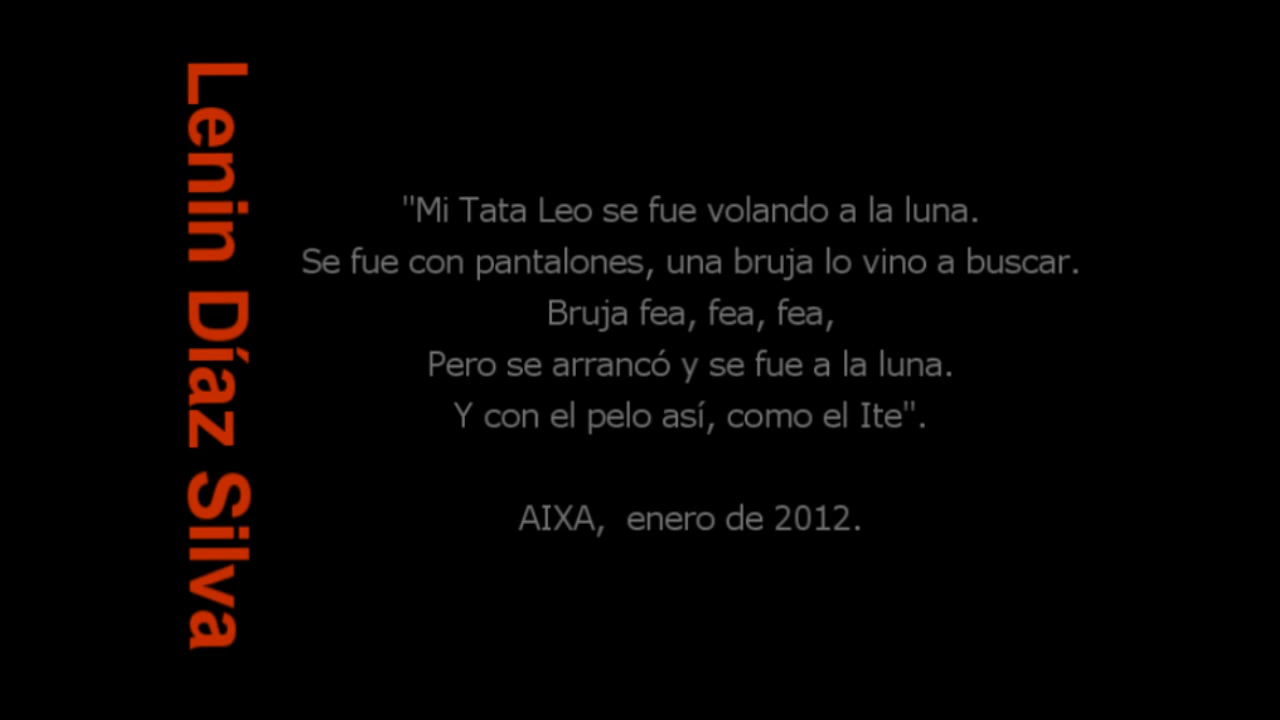 Lenin Díaz Silva
"Mi Tata Leo se fue volando a la luna.
Se fue con pantalones, una bruja lo vino a buscar.
Bruja fea, fea, fea,
Pero se arrancó y se fue a la luna.
Y con el pelo así, como el Ite".
AIXA,  enero de 2012.